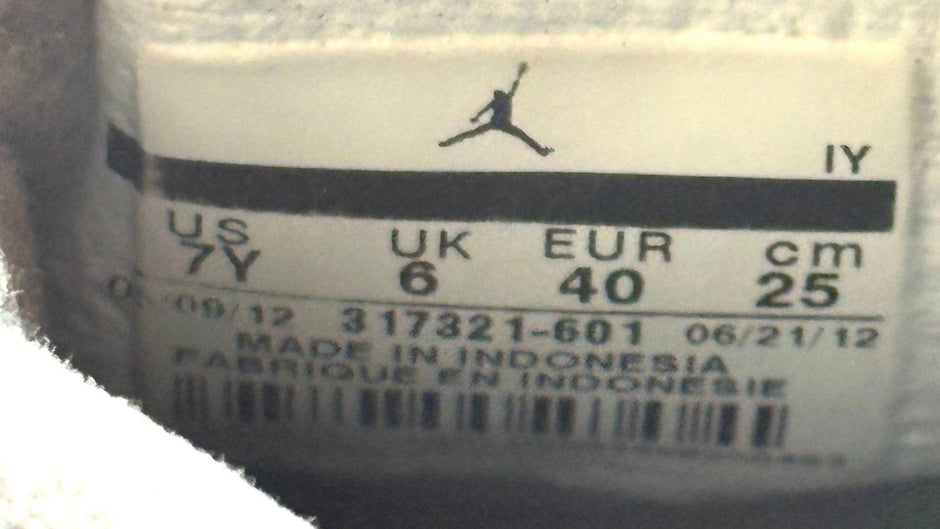 IY
US UK EUR cm
7Y 6 40 25
/09/12 317321-601 06/21/12
MADE IN INDONESIA
FABRIQUE EN INDONESIE